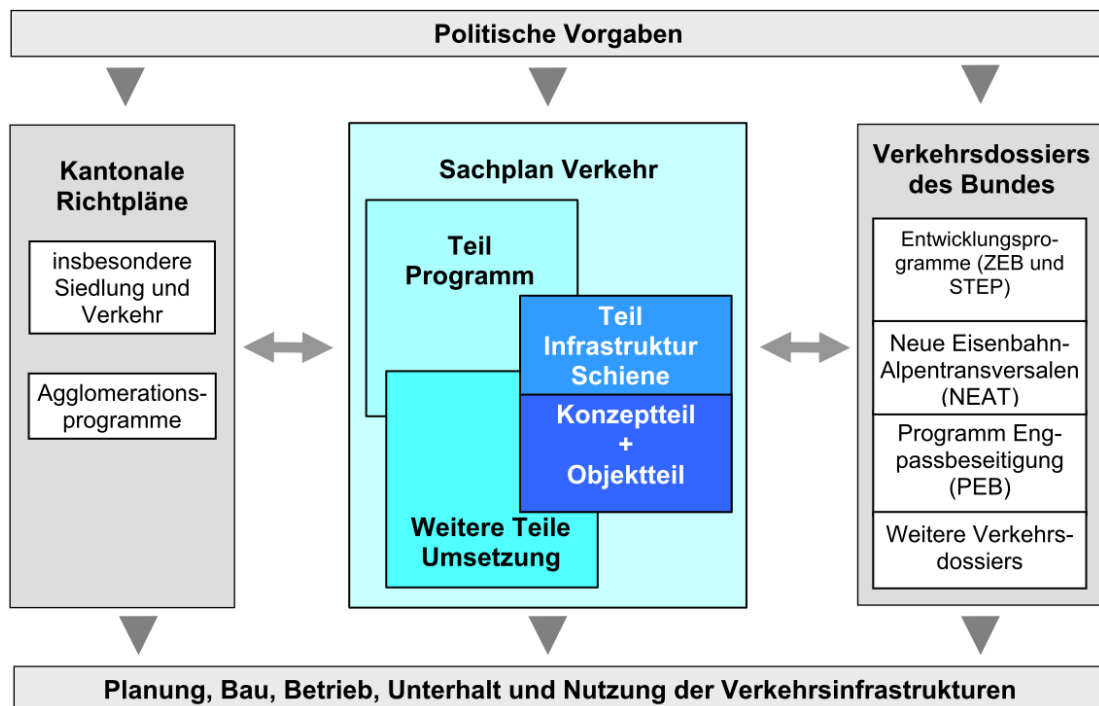 Politische Vorgaben
Kantonale
Richtpläne
insbesondere
Siedlung und
Verkehr
Agglomerations-
programme
Sachplan Verkehr
Teil
Programm
Teil
Infrastruktur
Schiene
Konzeptteil
+
Objektteil
Weitere Teile
Umsetzung
Verkehrsdossiers
des Bundes
Entwicklungspro-
gramme (ZEB und
STEP)
Neue Eisenbahn-
Alpentransversalen
(NEAT)
Programm Eng-
passbeseitigung
(PEB)
Weitere Verkehrs-
dossiers
Planung, Bau, Betrieb, Unterhalt und Nutzung der Verkehrsinfrastrukturen